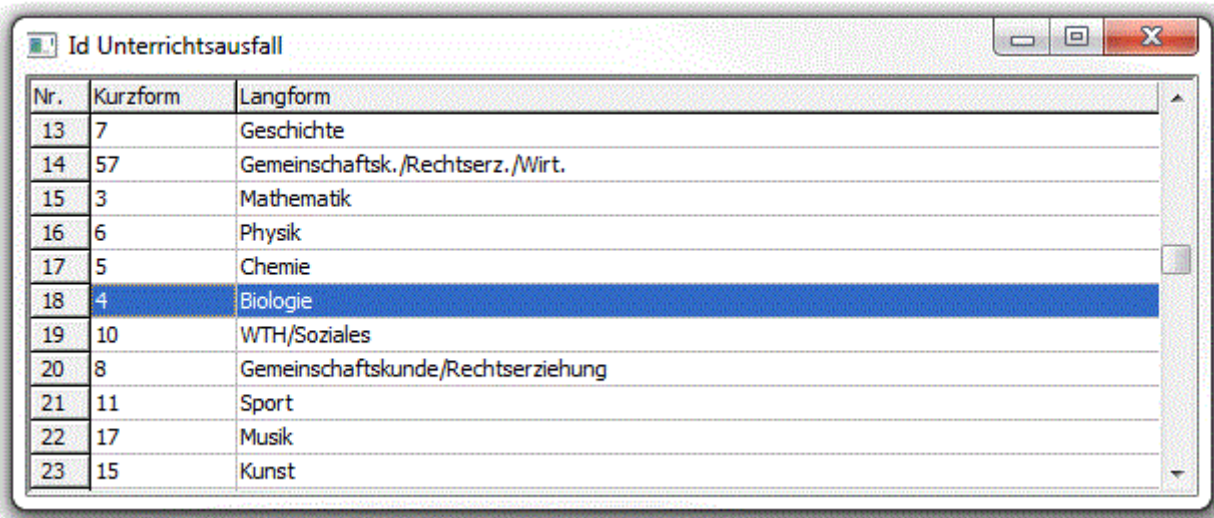 Id Unterrichtsausfall
Nr. Kurzform Langform
13 7 Geschichte
14 57 Gemeinschaftsk./Rechtserz./Wirt.
15 3 Mathematik
16 6 Physik
17 5 Chemie
18 4 Biologie
19 10 WTH/Soziales
20 8 Gemeinschaftskunde/Rechtserziehung
21 11 Sport
22 17 Musik
23 15 Kunst